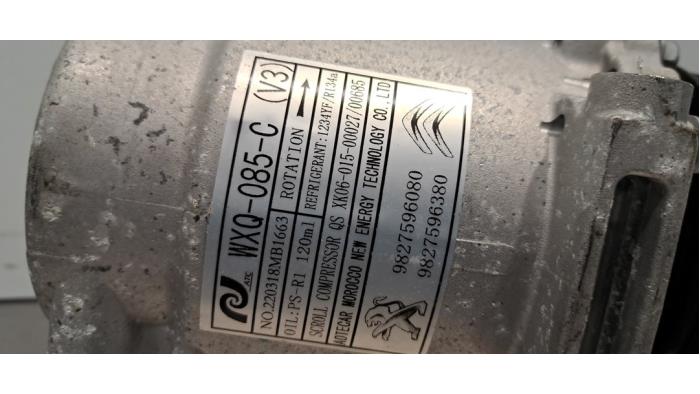 ATC WXQ-085-C (V3)
NO.220318MB1663 ROTATION
OIL:PS-R1 120ml REFRIGERANT:1234YF/R134a
SCROLL COMPRESSOR QS XK06-015-00027/00685
AOTECAR MOROCCO NEW ENERGY TECHNOLOGY CO.,LTD
9827596080
9827596380